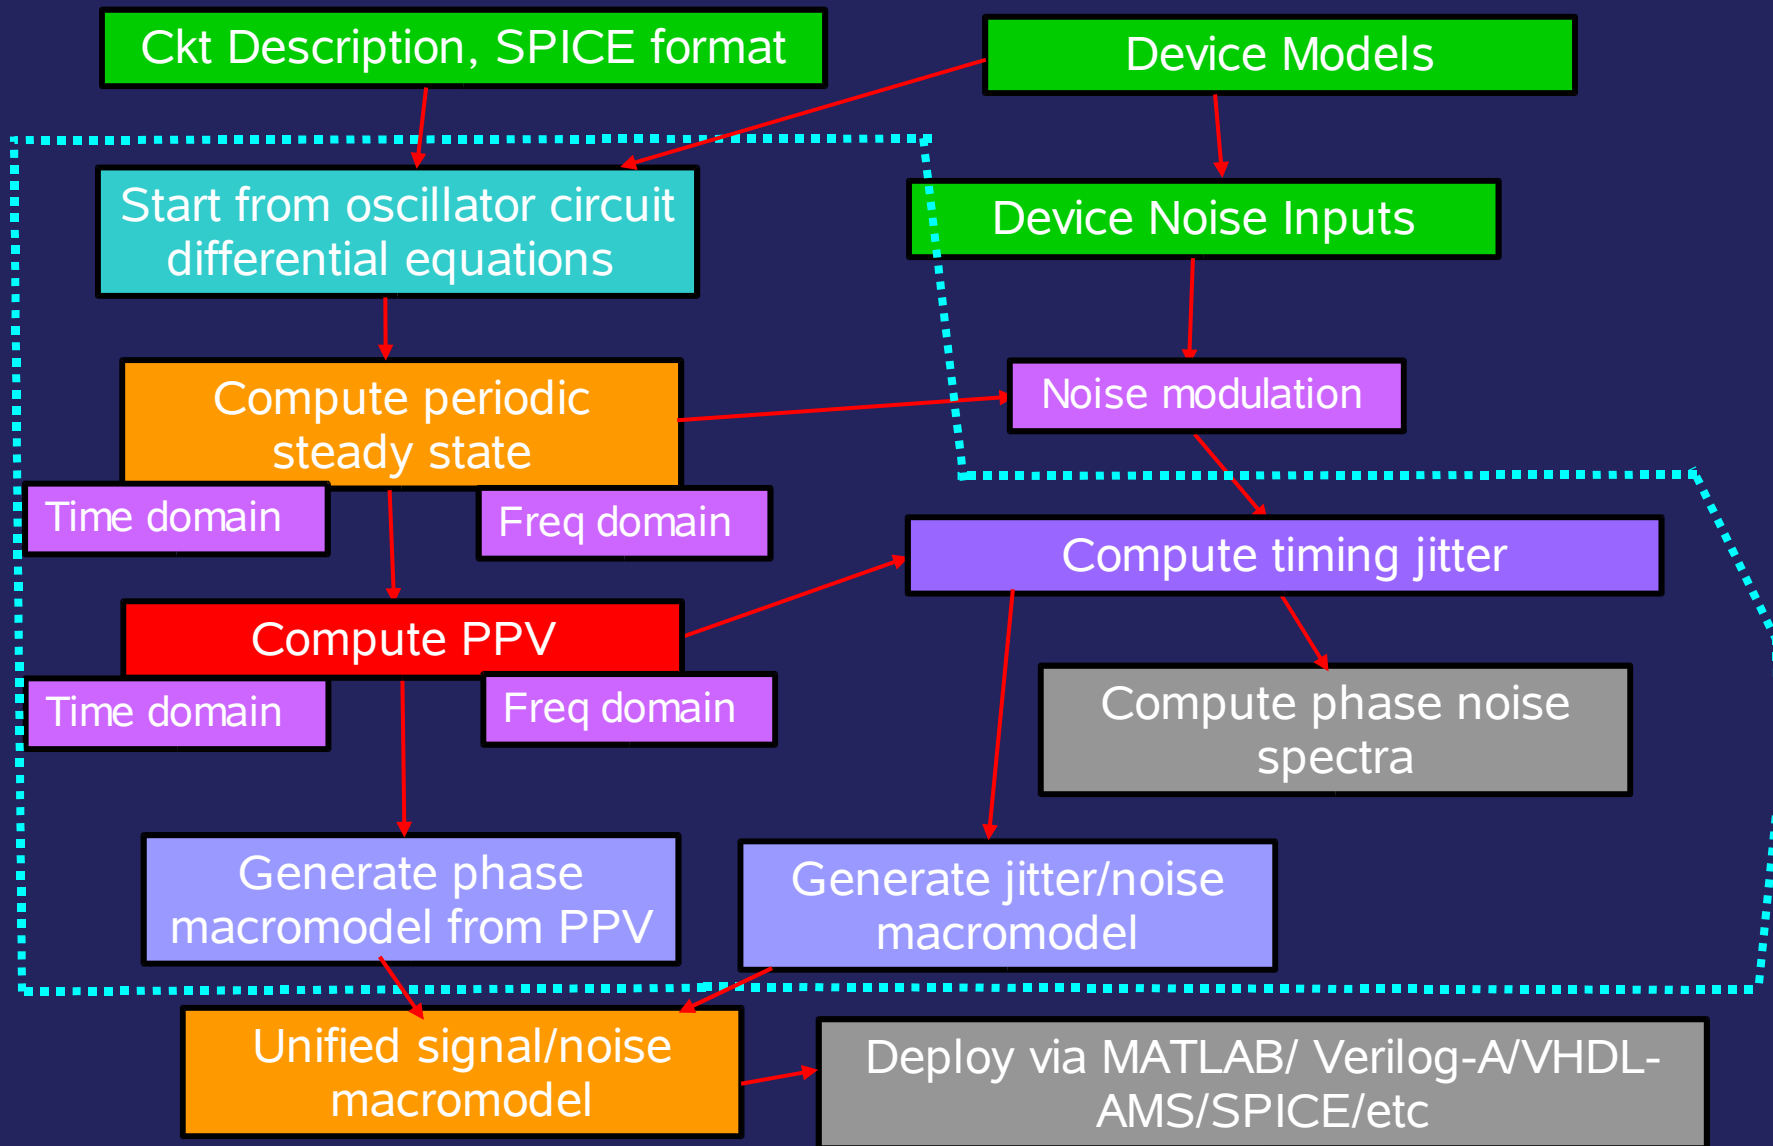 Ckt Description, SPICE format
Device Models
Start from oscillator circuit
differential equations
Device Noise Inputs
Compute periodic
steady state
Noise modulation
Time domain
Freq domain
Compute timing jitter
Compute PPV
Time domain
Freq domain
Compute phase noise
spectra
Generate phase
macromodel from PPV
Generate jitter/noise
macromodel
Unified signal/noise
macromodel
Deploy via MATLAB/ Verilog-A/VHDL-
AMS/SPICE/etc